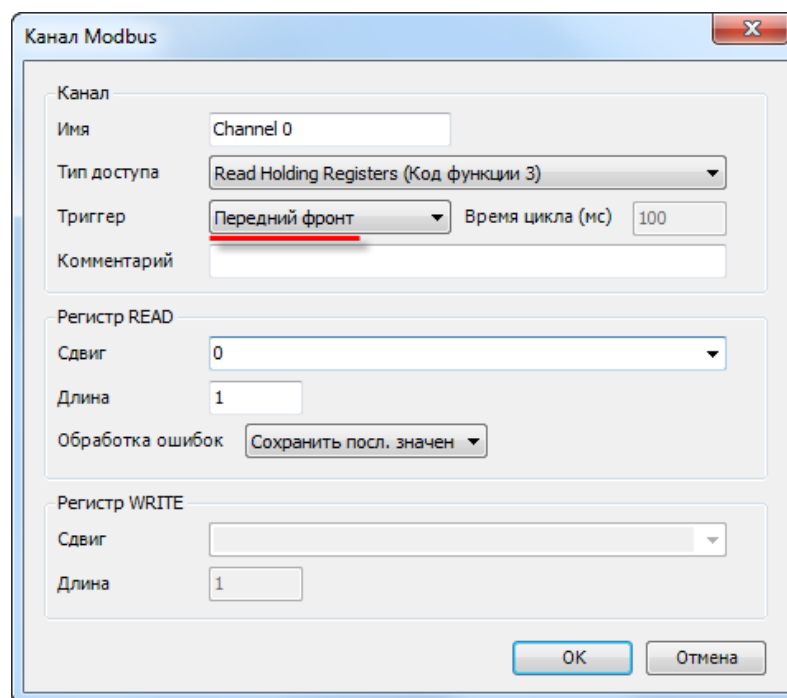 Канал Modbus
Канал
Имя Channel 0
Тип доступа Read Holding Registers (Код функции 3)
Триггер Передний фронт Время цикла (мс) 100
Комментарий
Регистр READ
Сдвиг 0
Длина 1
Обработка ошибок Сохранить посл. значен
Регистр WRITE
Сдвиг
Длина 1
OK Отмена